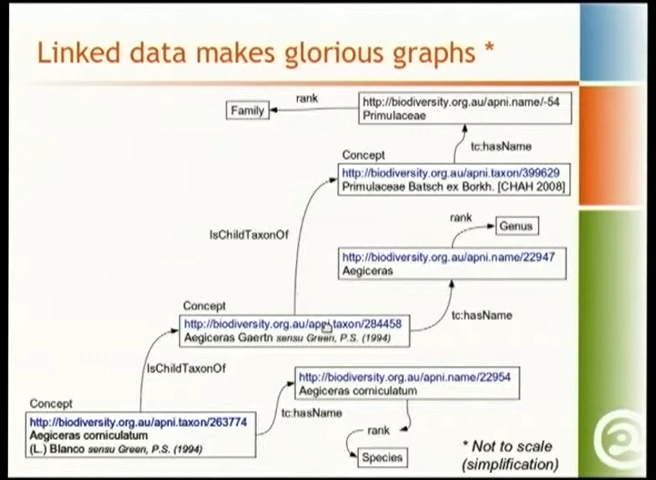 Linked data makes glorious graphs *
rank
Family
http://biodiversity.org.au/apni.name/-54
Primulaceae
tc:hasName
Concept
http://biodiversity.org.au/apni.taxon/399629
Primulaceae Batsch ex Borkh. [CHAH 2008]
rank
Genus
IsChildTaxonOf
http://biodiversity.org.au/apni.name/22947
Aegiceras
Concept
http://biodiversity.org.au/apni.taxon/284458
Aegiceras Gaertn sensu Green, P.S. (1994)
tc:hasName
IsChildTaxonOf
http://biodiversity.org.au/apni.name/22954
Aegiceras corniculatum
Concept
tc:hasName
http://biodiversity.org.au/apni.taxon/263774
Aegiceras corniculatum
(L.) Blanco sensu Green, P.S. (1994)
rank
Species
* Not to scale
(simplification)